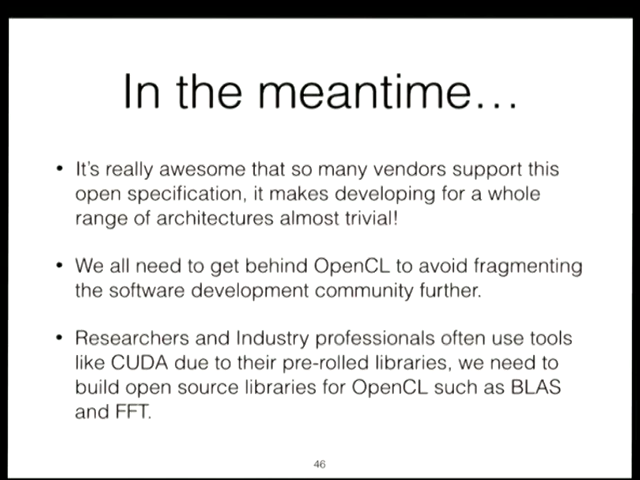 In the meantime…
• It's really awesome that so many vendors support this
open specification, it makes developing for a whole
range of architectures almost trivial!
• We all need to get behind OpenCL to avoid fragmenting
the software development community further.
• Researchers and Industry professionals often use tools
like CUDA due to their pre-rolled libraries, we need to
build open source libraries for OpenCL such as BLAS
and FFT.
46